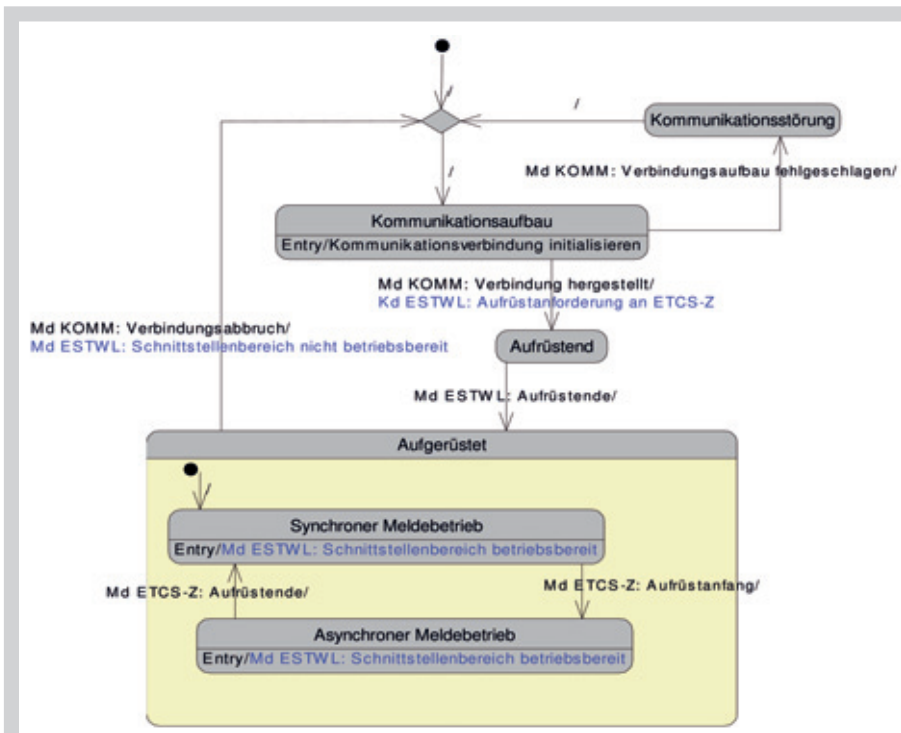 /
/
Kommunikationsstörung
/
Md KOMM: Verbindungsaufbau fehlgeschlagen/
Kommunikationsaufbau
Entry/Kommunikationsverbindung initialisieren
Md KOMM: Verbindung hergestellt/
Kd ESTWL: Aufrüstanforderung an ETCS-Z
Md KOMM: Verbindungsabbruch/
Md ESTWL: Schnittstellenbereich nicht betriebsbereit
Aufrüstend
Md ESTWL: Aufrüstende/
Aufgerüstet
/
Synchroner Meldebetrieb
Entry/Md ESTWL: Schnittstellenbereich betriebsbereit
Md ETCS-Z: Aufrüstende/
Md ETCS-Z: Aufrüstanfang/
Asynchroner Meldebetrieb
Entry/Md ESTWL: Schnittstellenbereich betriebsbereit